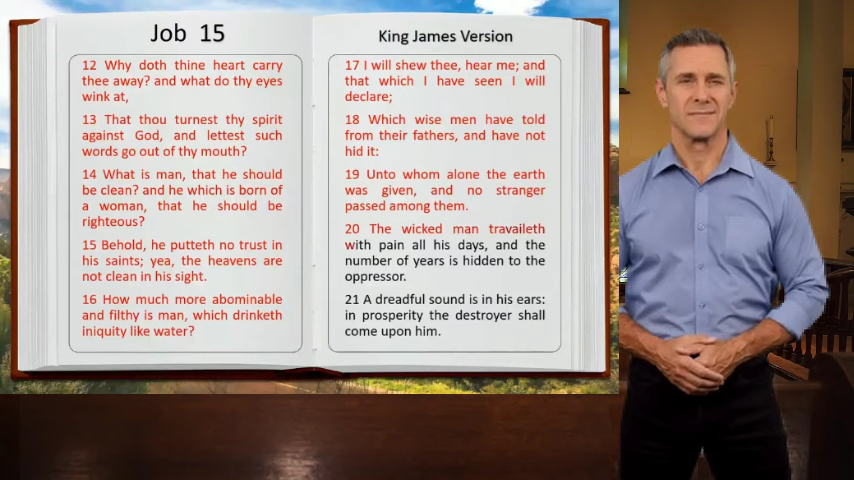 Job 15
12 Why doth thine heart carry
thee away? and what do thy eyes
wink at,
13 That thou turnest thy spirit
against God, and lettest such
words go out of thy mouth?
14 What is man, that he should
be clean? and he which is born of
a woman, that he should be
righteous?
15 Behold, he putteth no trust in
his saints; yea, the heavens are
not clean in his sight.
16 How much more abominable
and filthy is man, which drinketh
iniquity like water?
King James Version
17 I will shew thee, hear me; and
that which I have seen I will
declare;
18 Which wise men have told
from their fathers, and have not
hid it:
19 Unto whom alone the earth
was given, and no stranger
passed among them.
20 The wicked man travaileth
with pain all his days, and the
number of years is hidden to the
oppressor.
21 A dreadful sound is in his ears:
in prosperity the destroyer shall
come upon him.